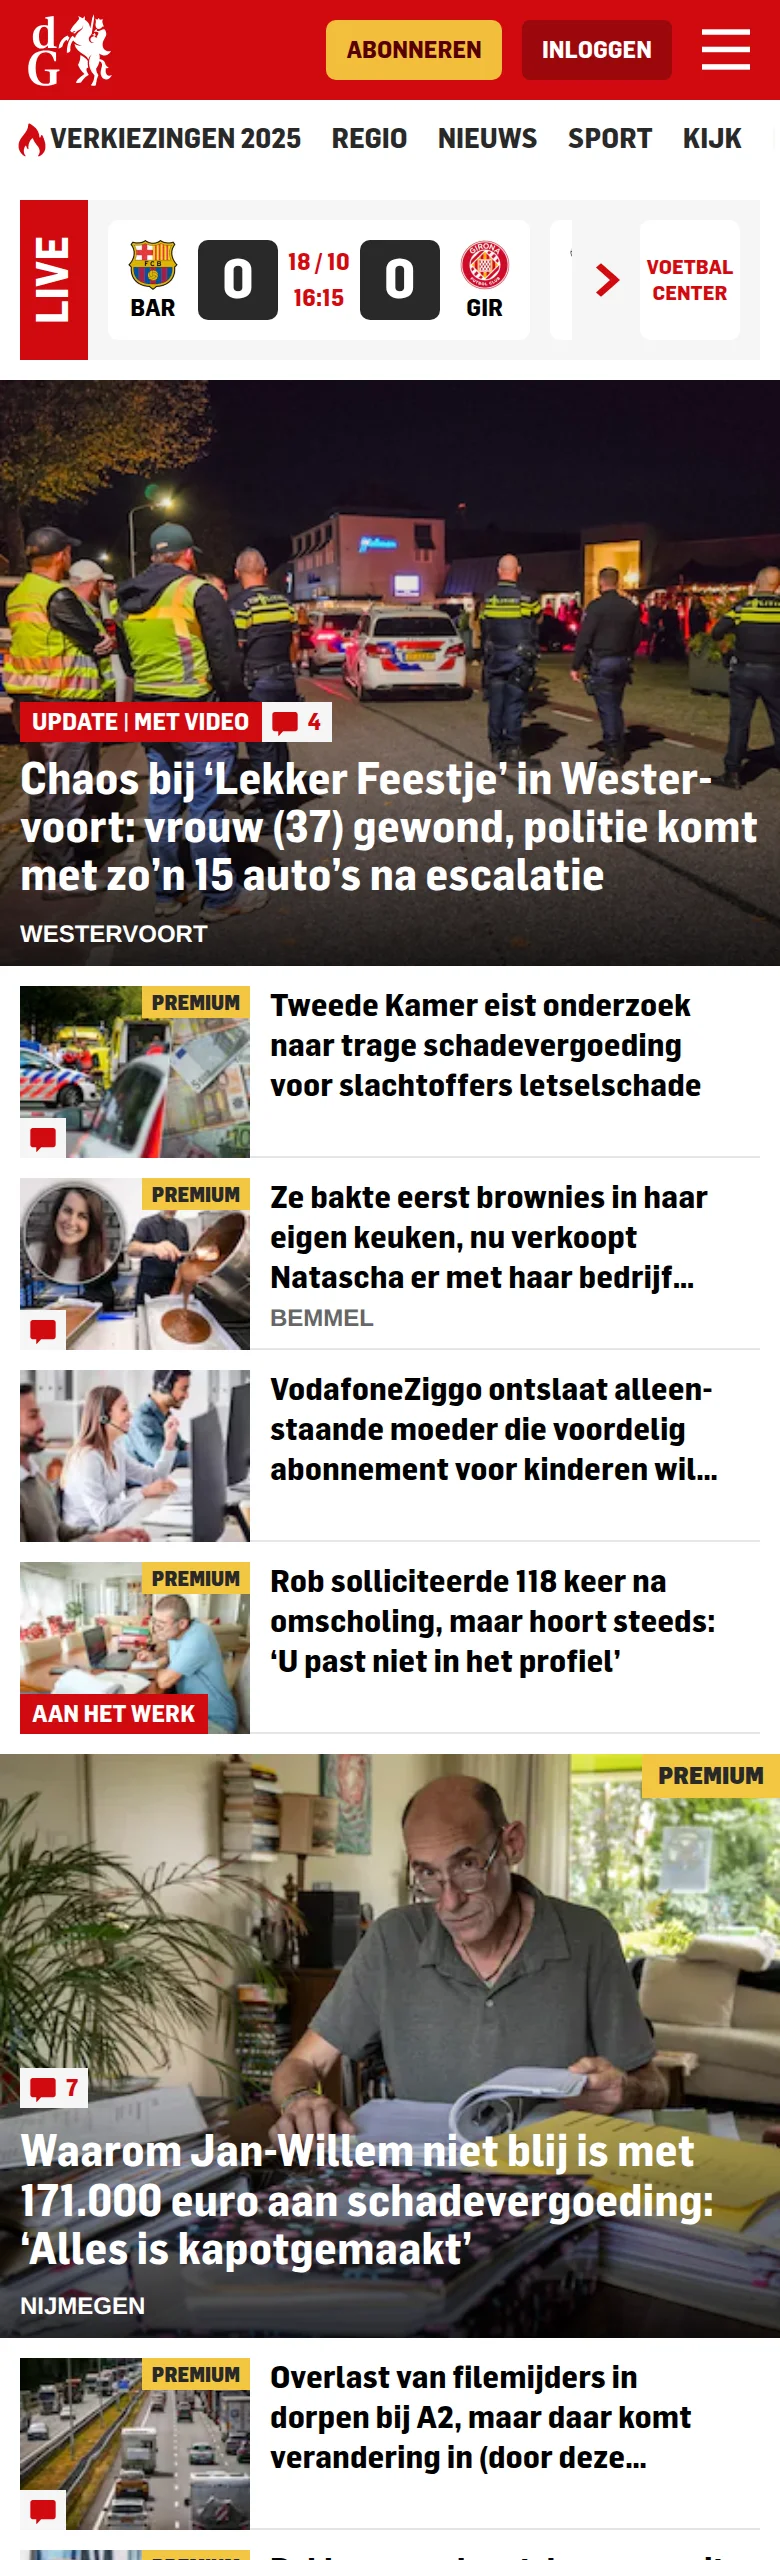 dG
ABONNEREN
INLOGGEN
VERKIEZINGEN 2025 REGIO NIEUWS SPORT KIJK
LIVE
BAR
0
18 / 10
16:15
0
GIR
VOETBAL
CENTER
UPDATE | MET VIDEO
4
Chaos bij ‘Lekker Feestje’ in Wester-
voort: vrouw (37) gewond, politie komt
met zo’n 15 auto’s na escalatie
WESTERVOORT
PREMIUM
Tweede Kamer eist onderzoek
naar trage schadevergoeding
voor slachtoffers letselschade
PREMIUM
Ze bakte eerst brownies in haar
eigen keuken, nu verkoopt
Natascha er met haar bedrijf...
BEMMEL
VodafoneZiggo ontslaat alleen-
staande moeder die voordelig
abonnement voor kinderen wil...
PREMIUM
AAN HET WERK
Rob solliciteerde 118 keer na
omscholing, maar hoort steeds:
‘U past niet in het profiel’
PREMIUM
7
Waarom Jan-Willem niet blij is met
171.000 euro aan schadevergoeding:
‘Alles is kapotgemaakt’
NIJMEGEN
PREMIUM
Overlast van filemijders in
dorpen bij A2, maar daar komt
verandering in (door deze...